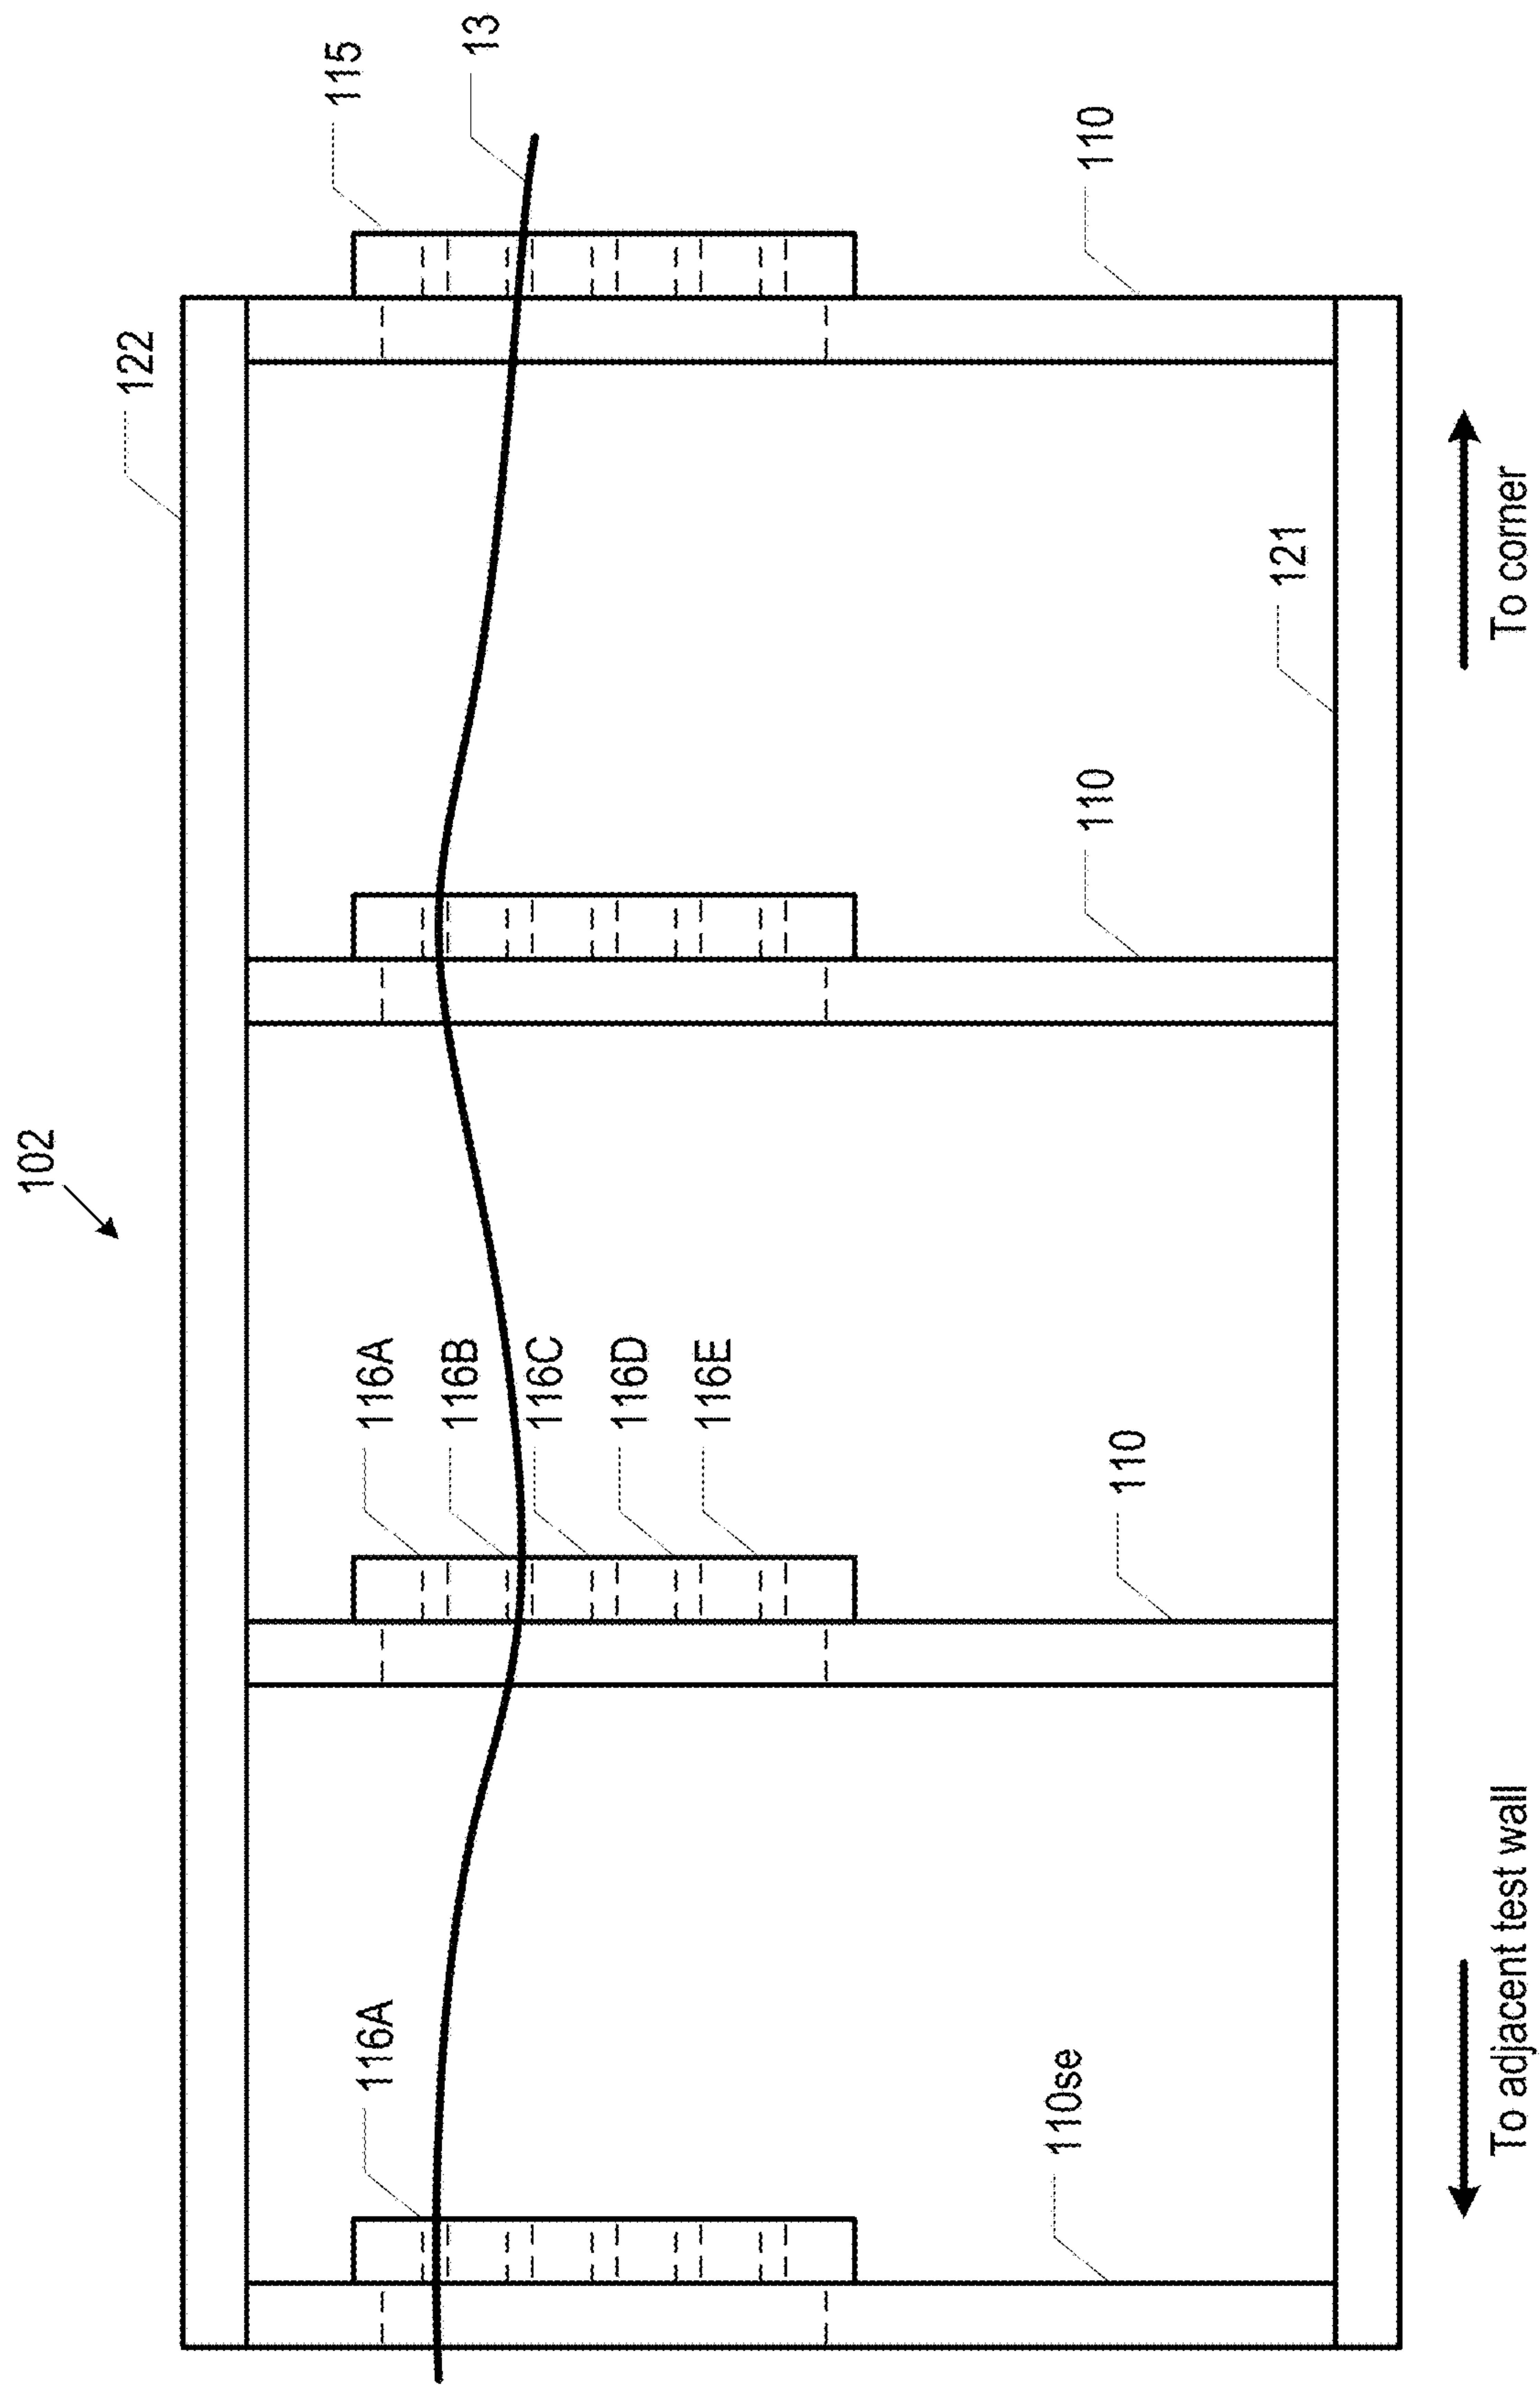 102
122
115
13
116A
116A
116B
116C
116D
116E
110se
110
110
110
121
To adjacent test wall
To corner